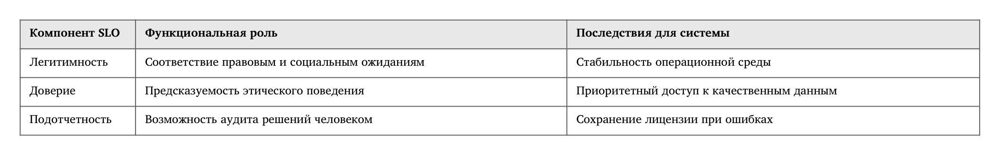 Компонент SLO Функциональная роль Последствия для системы
Легитимность Соответствие правовым и социальным ожиданиям Стабильность операционной среды
Доверие Предсказуемость этического поведения Приоритетный доступ к качественным данным
Подотчетность Возможность аудита решений человеком Сохранение лицензии при ошибках